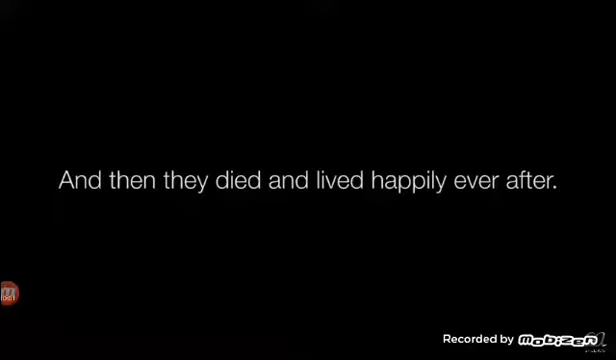 And then they died and lived happily ever after.
Recorded by MOBIZEN